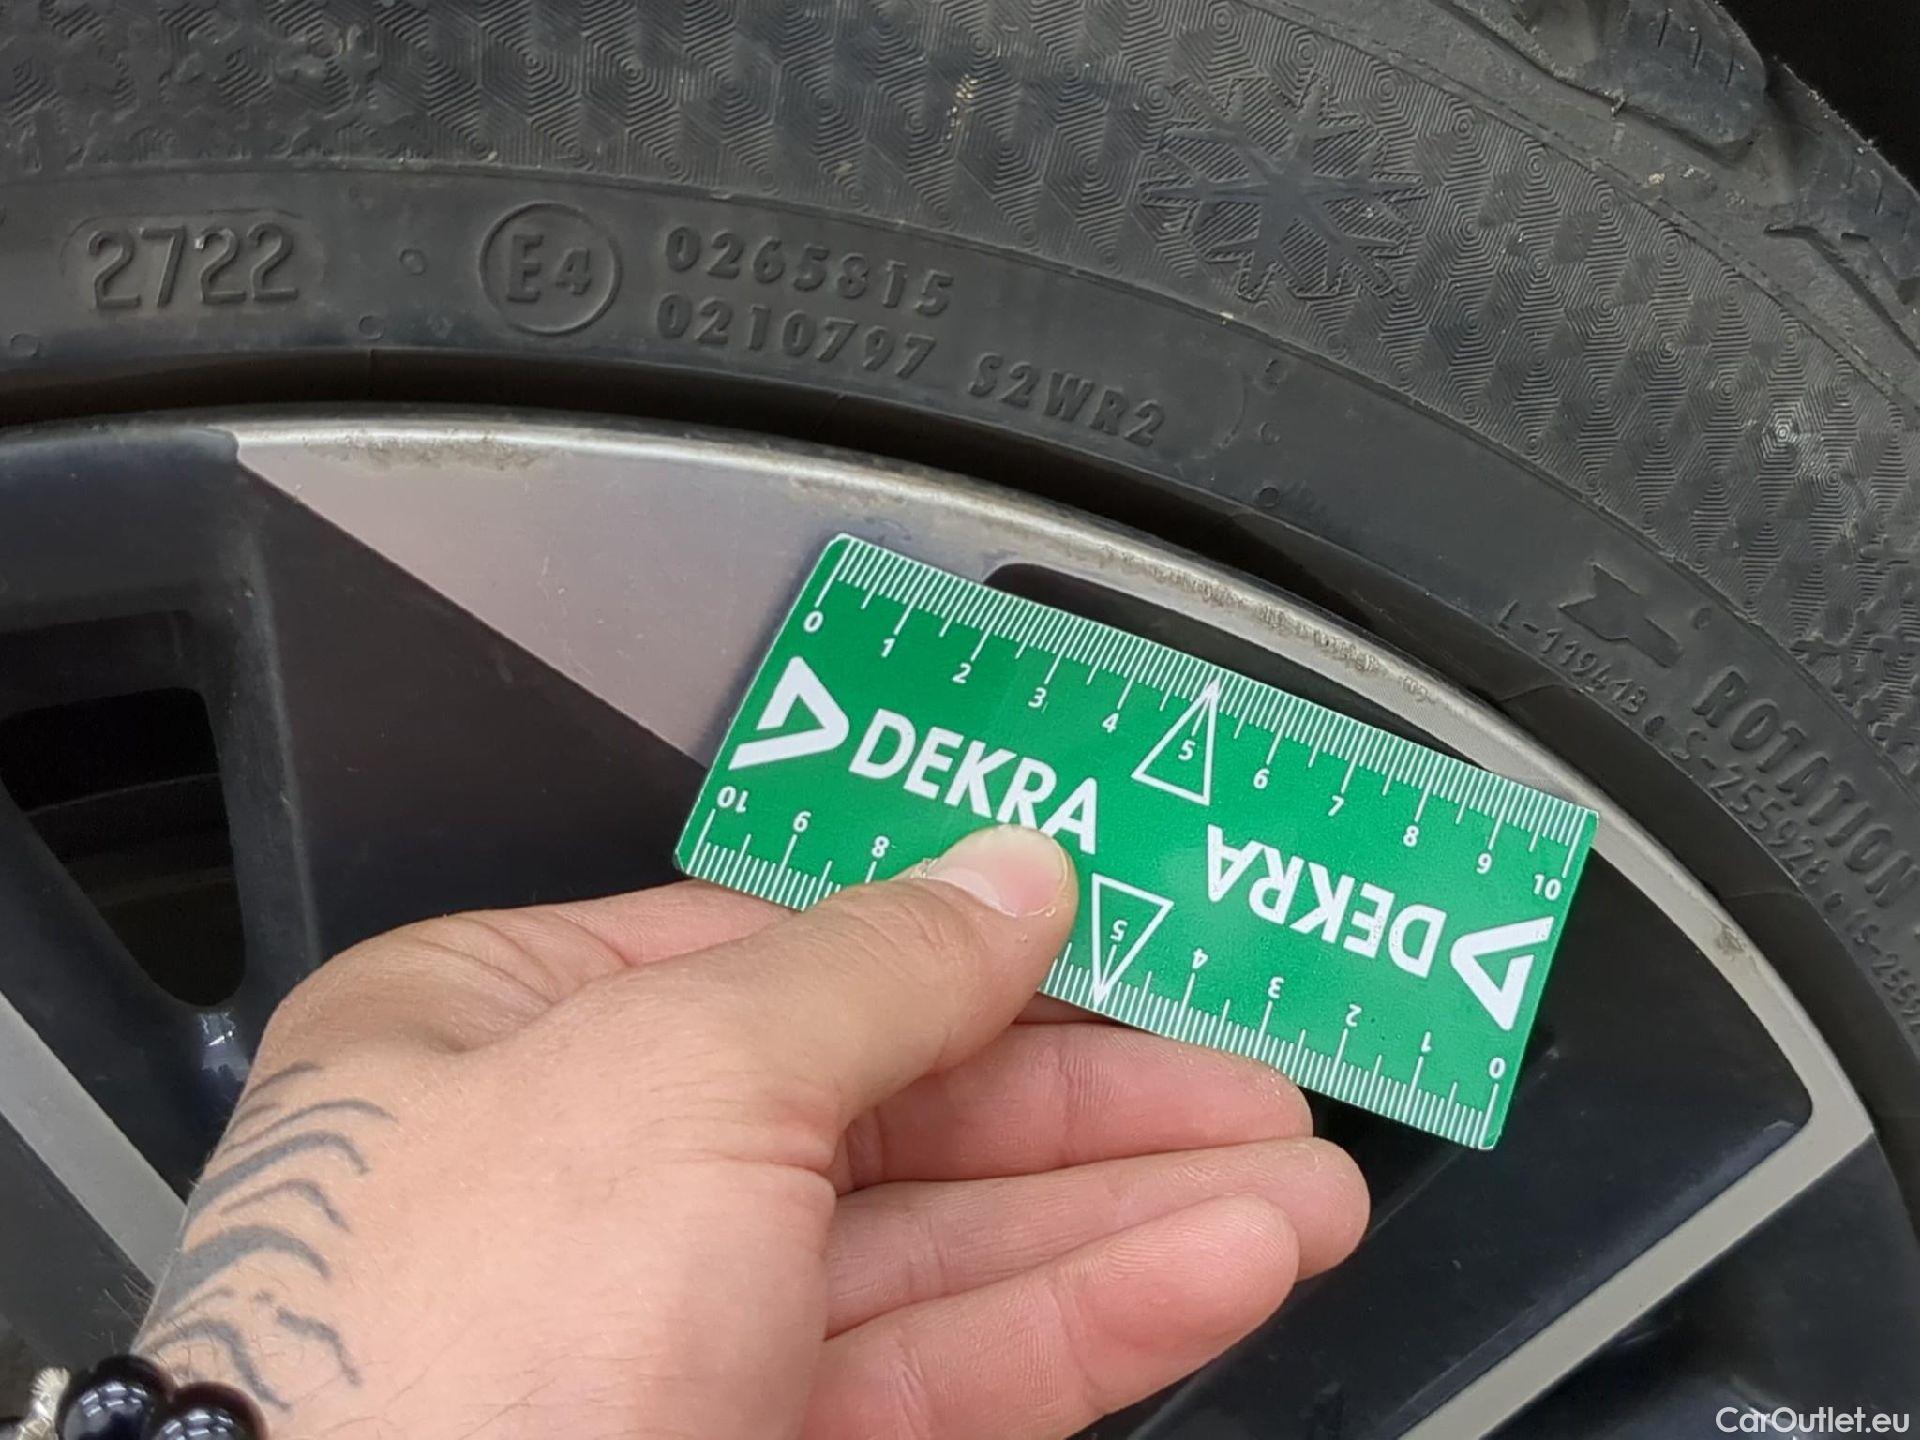 2722
E4
0265815
0210797 S2WR2
ROTATION
0 1 2 3 4 5 6 7 8 9 10
DEKRA
DEKRA
10 9 8 5 4 3 2 1 0
CarOutlet.eu